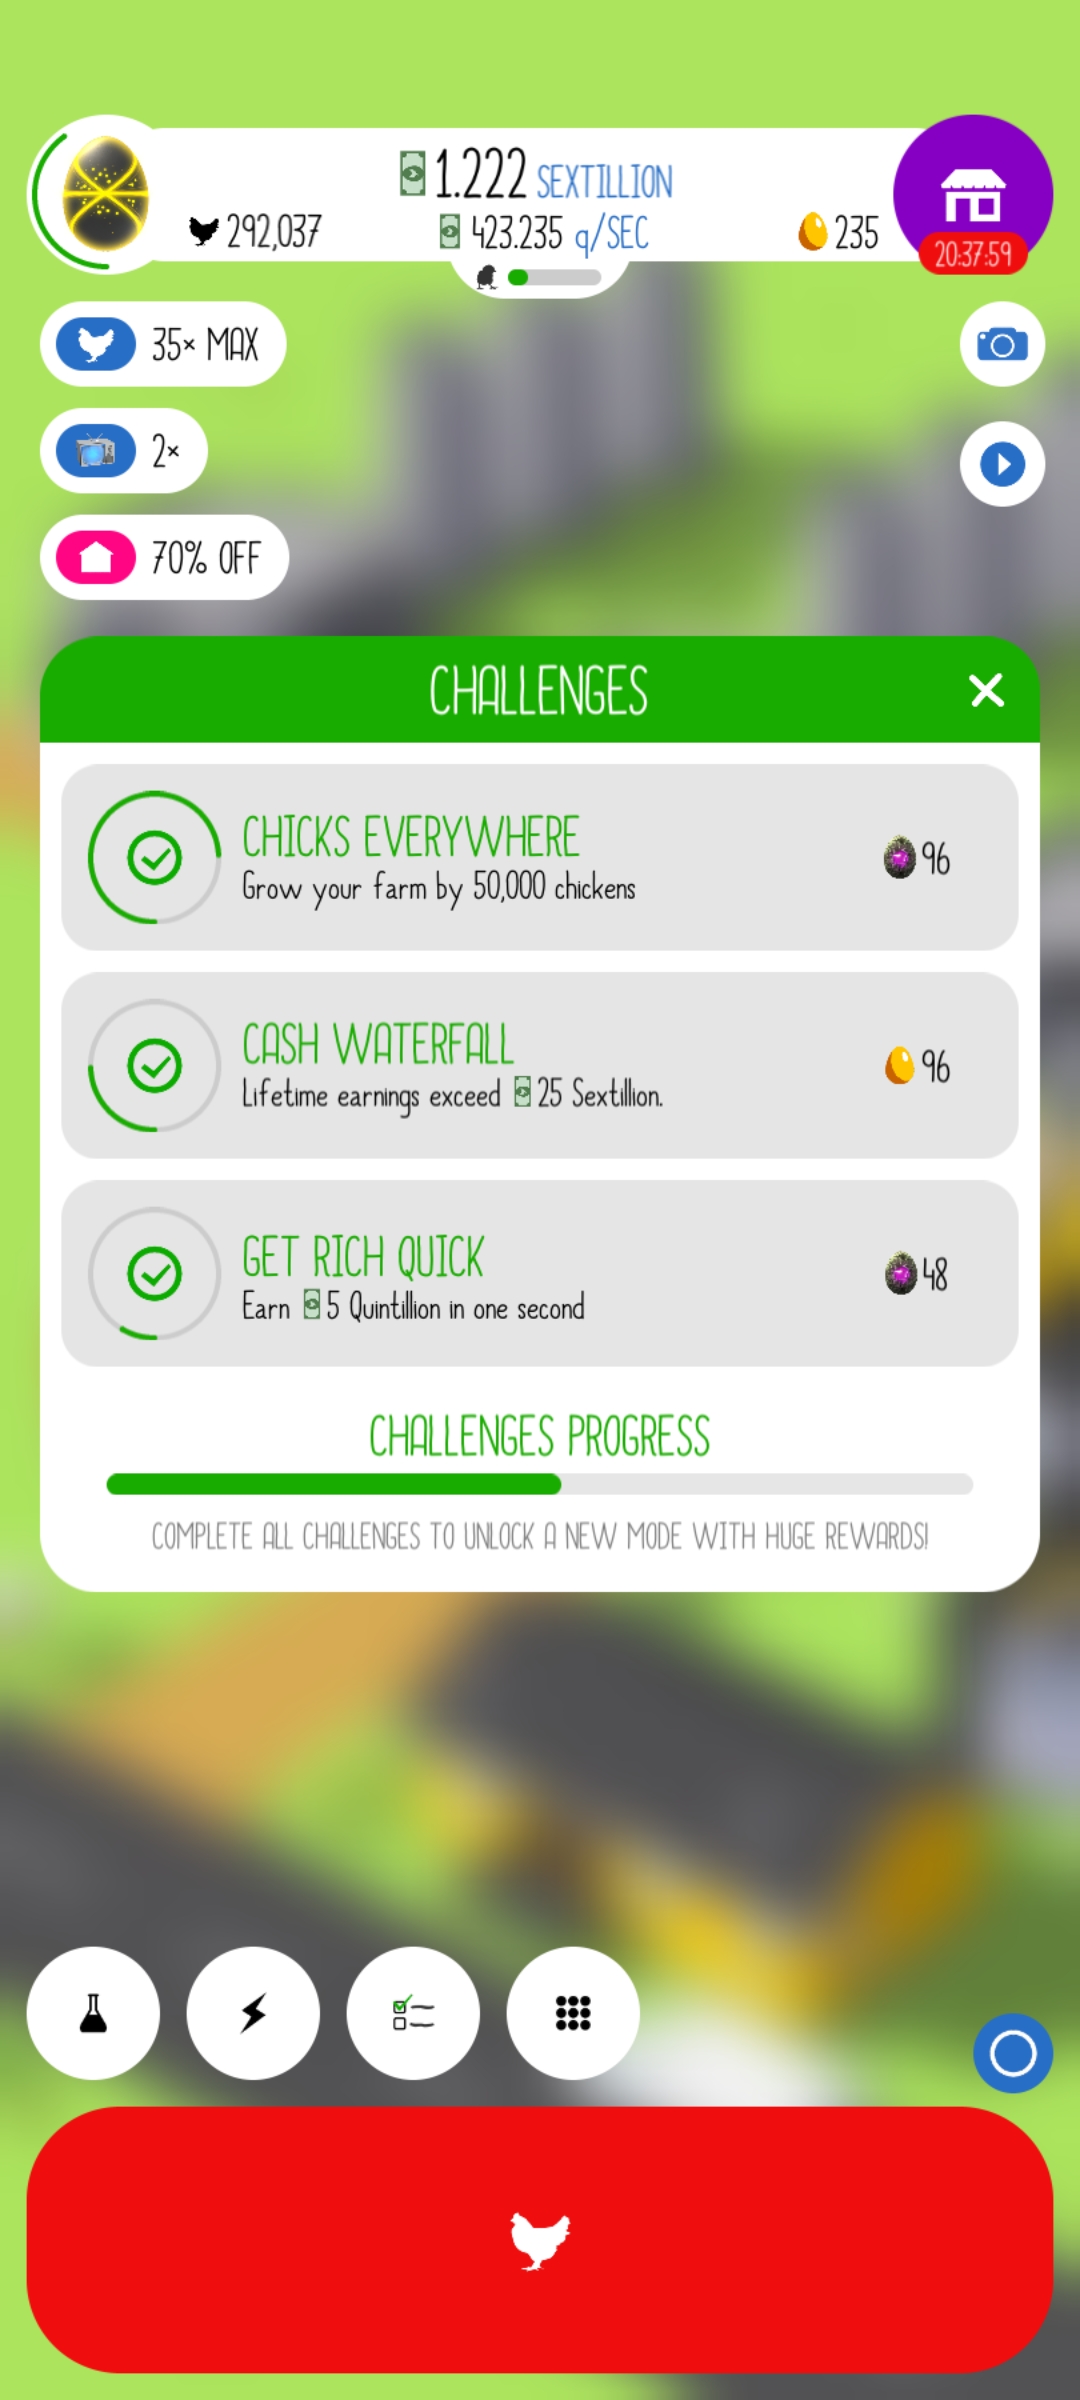 1.222 SEXTILLION
292,037
423.235 q/SEC
235
20:37:59
35× MAX
2×
70% OFF
CHALLENGES
CHICKS EVERYWHERE
Grow your farm by 50,000 chickens
96
CASH WATERFALL
Lifetime earnings exceed 25 Sextillion.
96
GET RICH QUICK
Earn 5 Quintillion in one second
48
CHALLENGES PROGRESS
COMPLETE ALL CHALLENGES TO UNLOCK A NEW MODE WITH HUGE REWARDS!